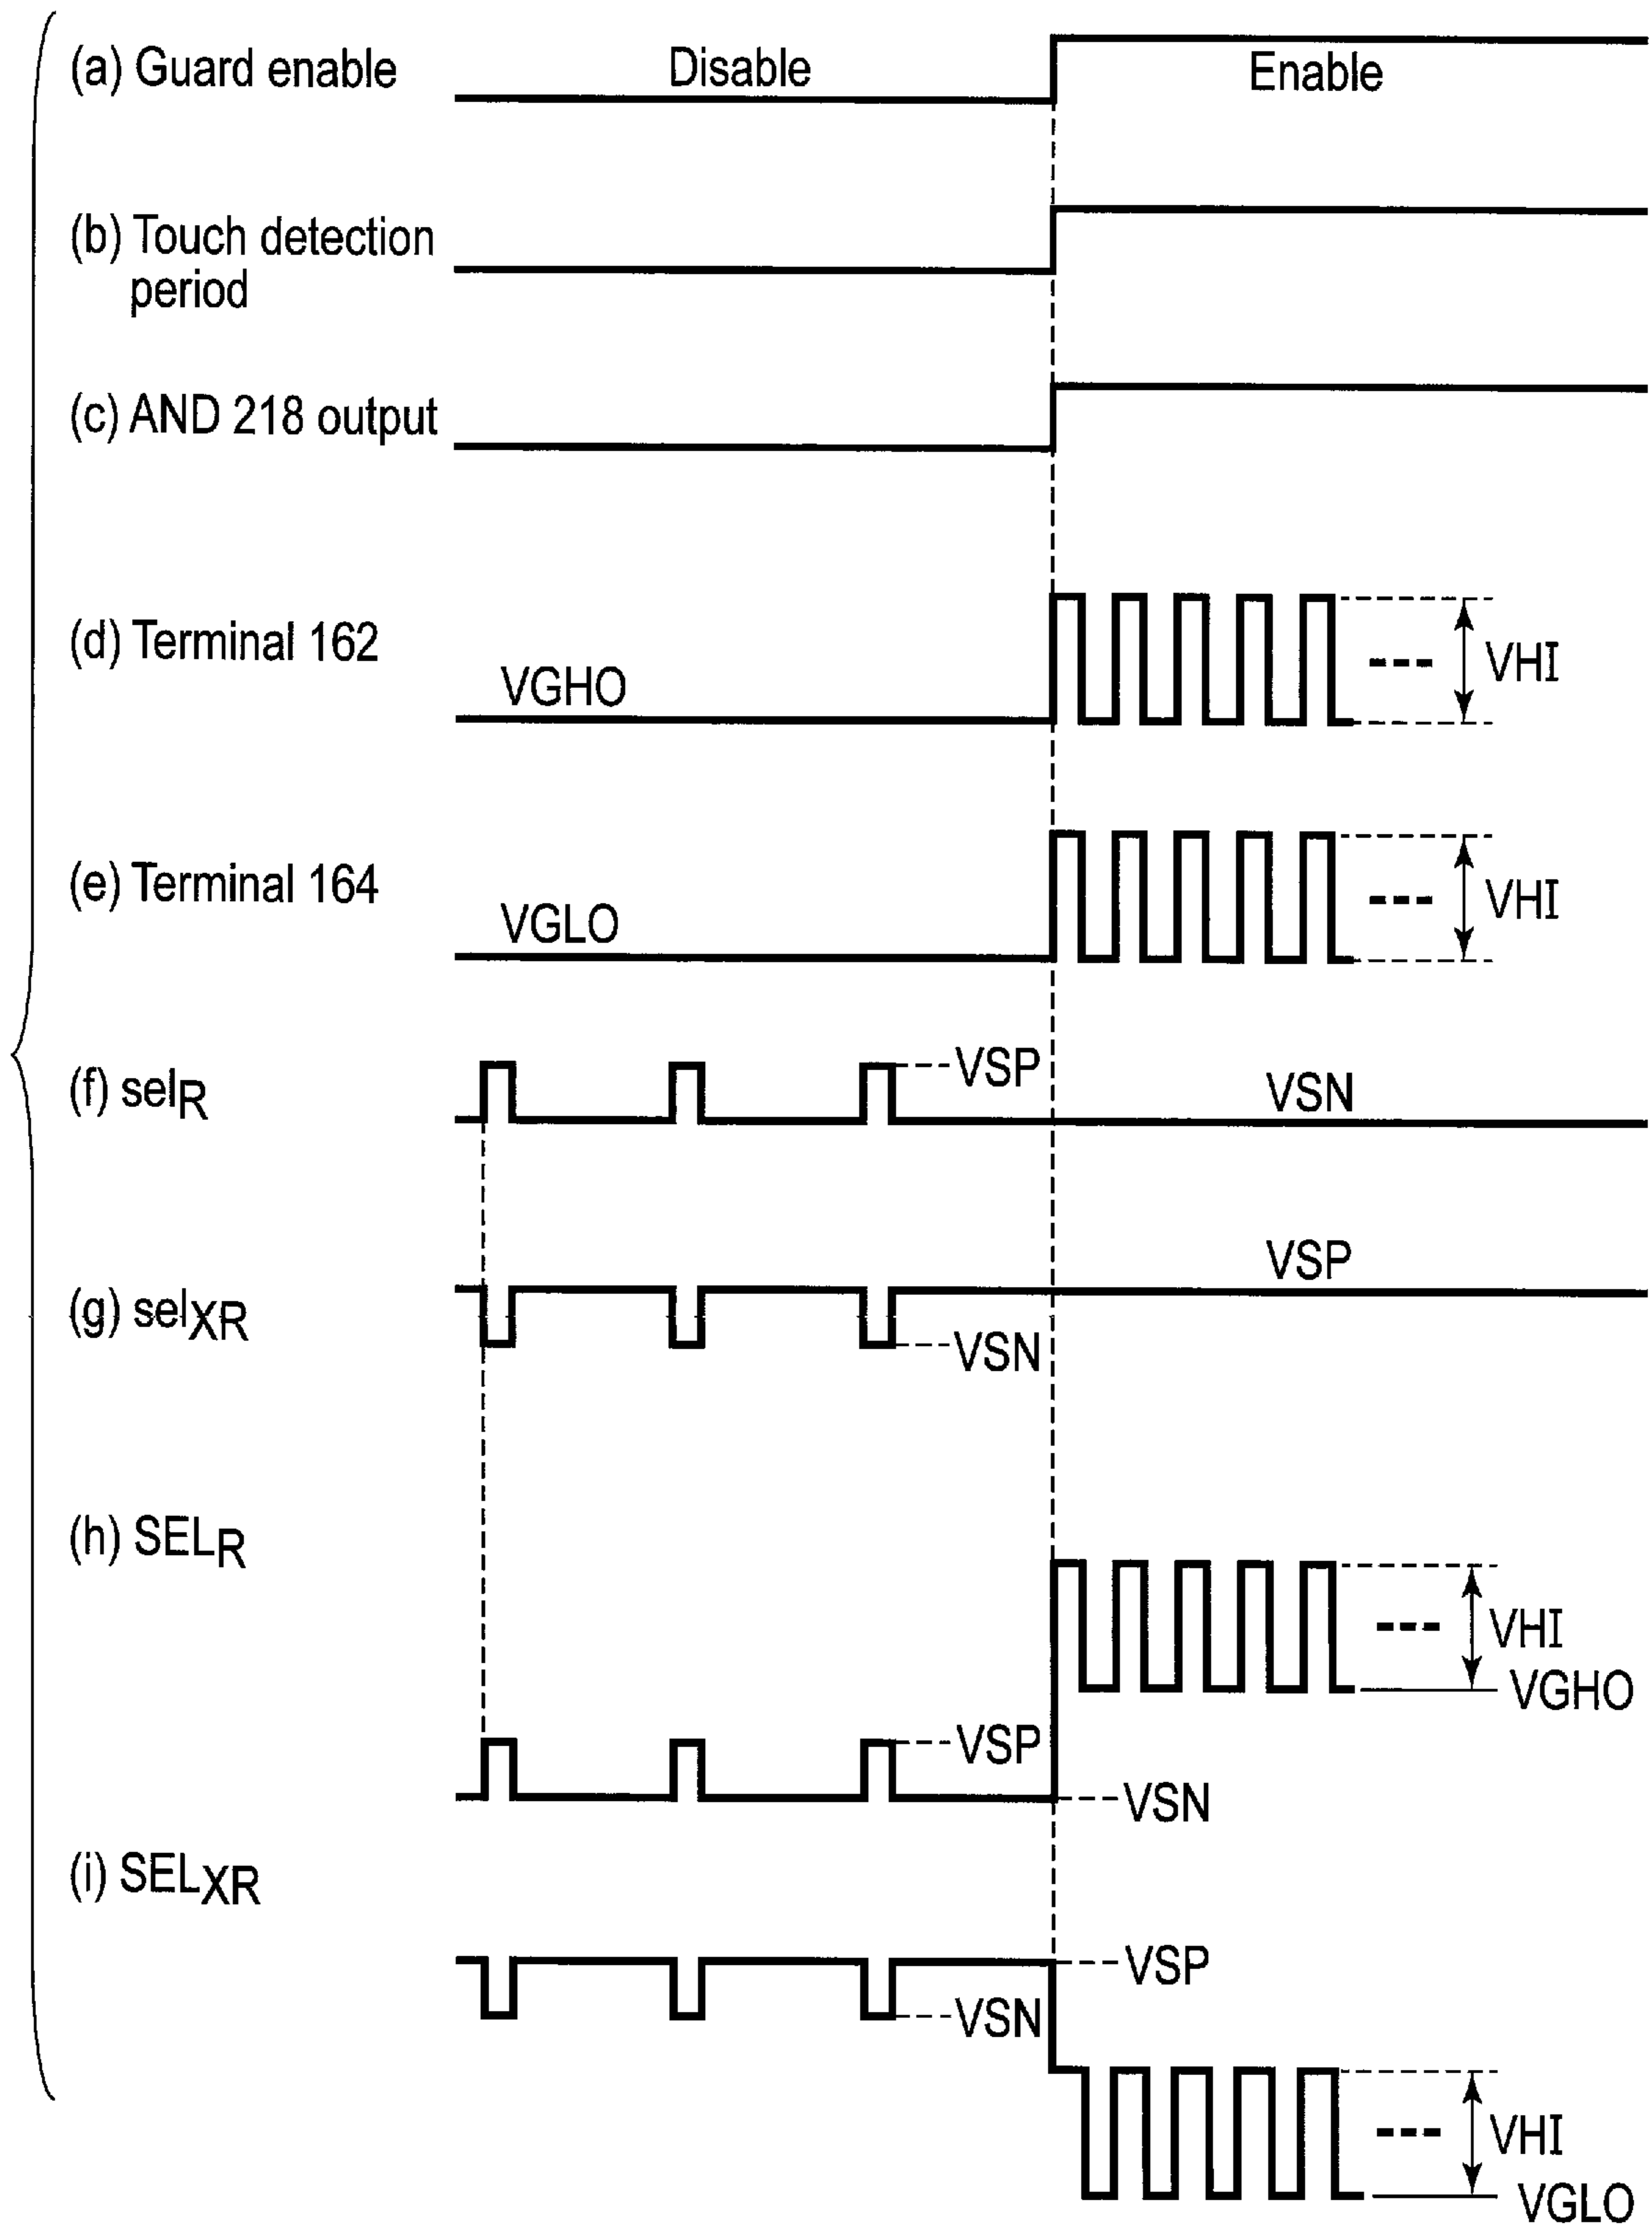 (a) Guard enable
Disable
Enable
(b) Touch detection
period
(c) AND 218 output
(d) Terminal 162
VGHO
VHI
(e) Terminal 164
VGLO
VHI
(f) selR
VSP
VSN
(g) selXR
VSP
VSN
(h) SELR
VHI
VGHO
VSP
VSN
(i) SELXR
VSP
VSN
VHI
VGLO